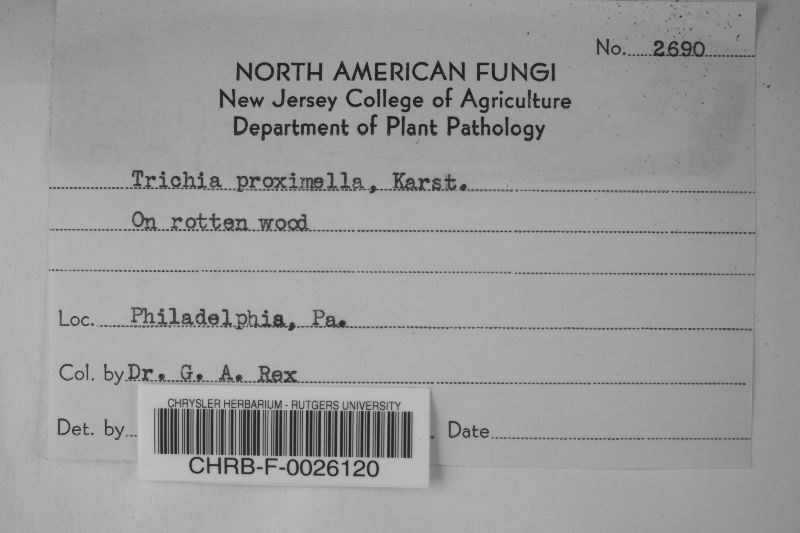 No. 2690
NORTH AMERICAN FUNGI
New Jersey College of Agriculture
Department of Plant Pathology
Trichia proximella, Karst.
On rotten wood
Loc. Philadelphia, Pa.
Col. by Dr. G. A. Rex
Det. by Date
CHRYSLER HERBARIUM - RUTGERS UNIVERSITY
CHRB-F-0026120